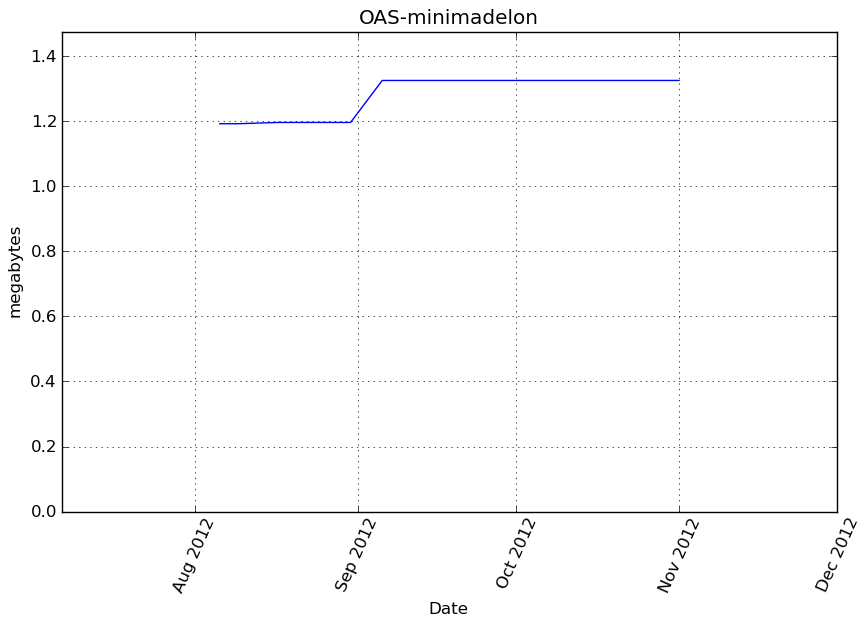 OAS-minimadelon
1.4
1.2
1.0
0.8
0.6
0.4
0.2
0.0
megabytes
Aug 2012
Sep 2012
Oct 2012
Nov 2012
Dec 2012
Date